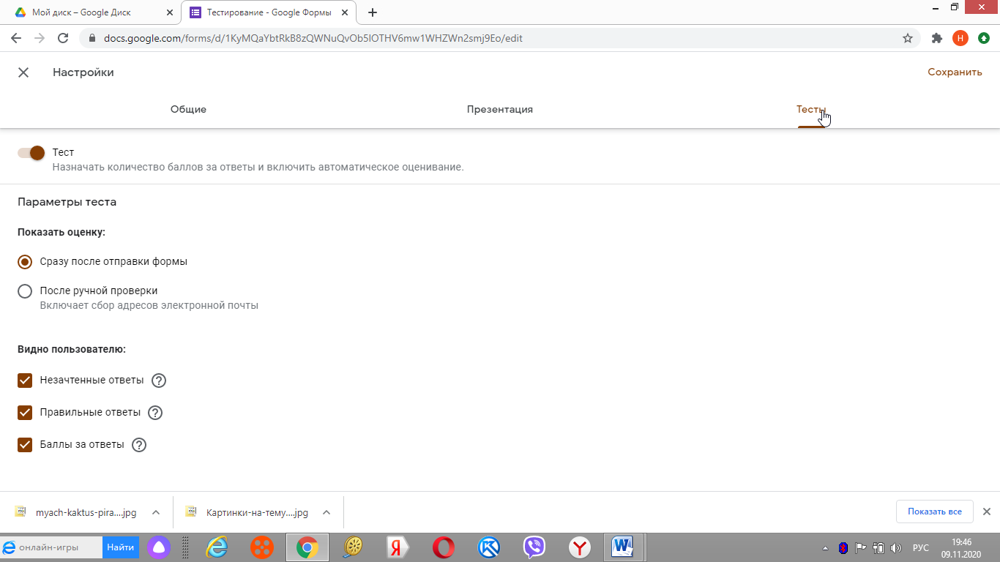 Мой диск – Google Диск
Тестирование - Google Формы
docs.google.com/forms/d/1KyMQaYbtRkB8zQWNuQvOb5IOTHV6mw1WHZWn2smj9Eo/edit
Н
Настройки
Сохранить
Общие
Презентация
Тесты
Тест
Назначать количество баллов за ответы и включить автоматическое оценивание.
Параметры теста
Показать оценку:
Сразу после отправки формы
После ручной проверки
Включает сбор адресов электронной почты
Видно пользователю:
Незачтенные ответы
Правильные ответы
Баллы за ответы
myach-kaktus-pira....jpg
Картинки-на-тему....jpg
Показать все
онлайн-игры
Найти
РУС
19:46
09.11.2020